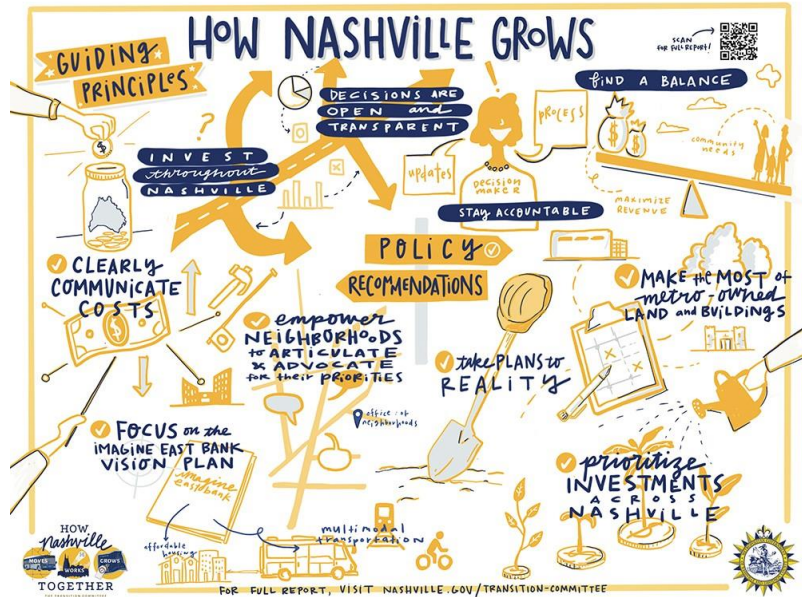 HOW NASHVILLE GROWS
SCAN
FOR FULL REPORT!
GUIDING
PRINCIPLES
INVEST
throughout
NASHVILLE
?
DECISIONS ARE
OPEN and
TRANSPARENT
!
updates
PROCESS
DECISION
MAKER
STAY ACCOUNTABLE
FIND A BALANCE
community
needs
MAXIMIZE
REVENUE
$
POLICY
RECOMMENDATIONS
CLEARLY
COMMUNICATE
COSTS
$
empower
NEIGHBORHOODS
to ARTICULATE
& ADVOCATE
for their PRIORITIES
office of
neighborhoods
take PLANS to
REALITY
MAKE the MOST of
metro-owned
LAND and BUILDINGS
FOCUS on the
IMAGINE EAST BANK
VISION PLAN
imagine
east bank
affordable
housing
multimodal
transportation
prioritize
INVESTMENTS
ACROSS
NASHVILLE
HOW
nashville
MOVES
WORKS
GROWS
TOGETHER
FOR FULL REPORT, VISIT NASHVILLE.GOV/TRANSITION-COMMITTEE